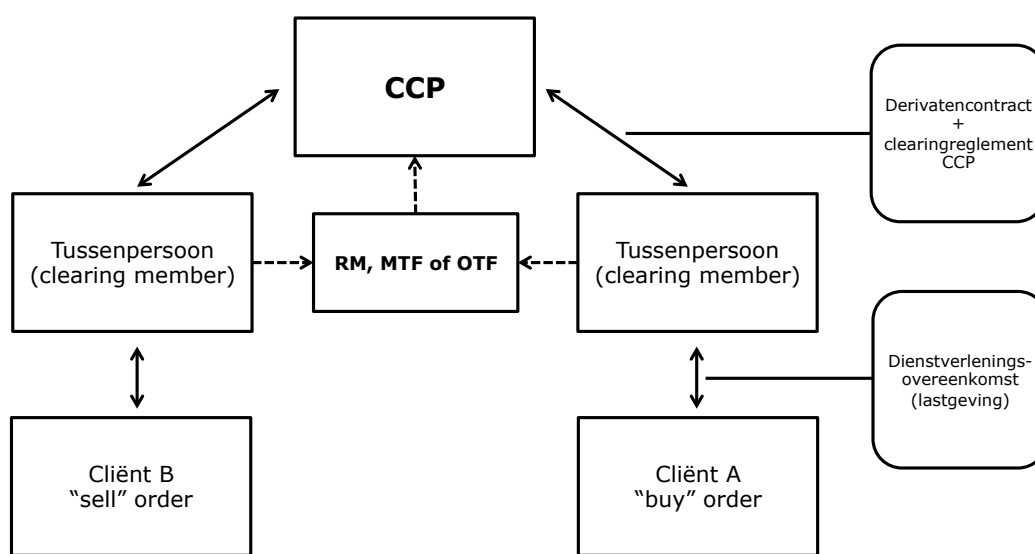 CCP
Derivatencontract
+
clearingreglement
CCP
Tussenpersoon
(clearing member)
RM, MTF of OTF
Tussenpersoon
(clearing member)
Dienstverlenings-
overeenkomst
(lastgeving)
Cliënt B
“sell” order
Cliënt A
“buy” order